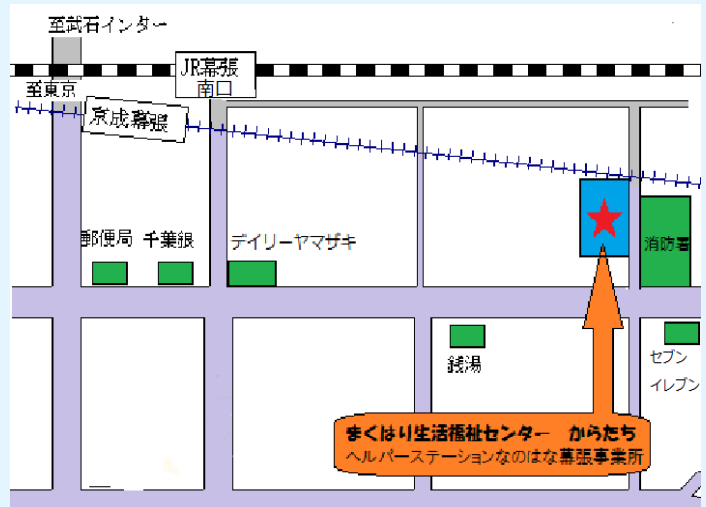 至武石インター
JR幕張
南口
至東京
京成幕張
郵便局
千葉銀
デイリーヤマザキ
消防署
銭湯
セブン
イレブン
まくはり生活福祉センター　からたち
ヘルパーステーションなのはな幕張事業所